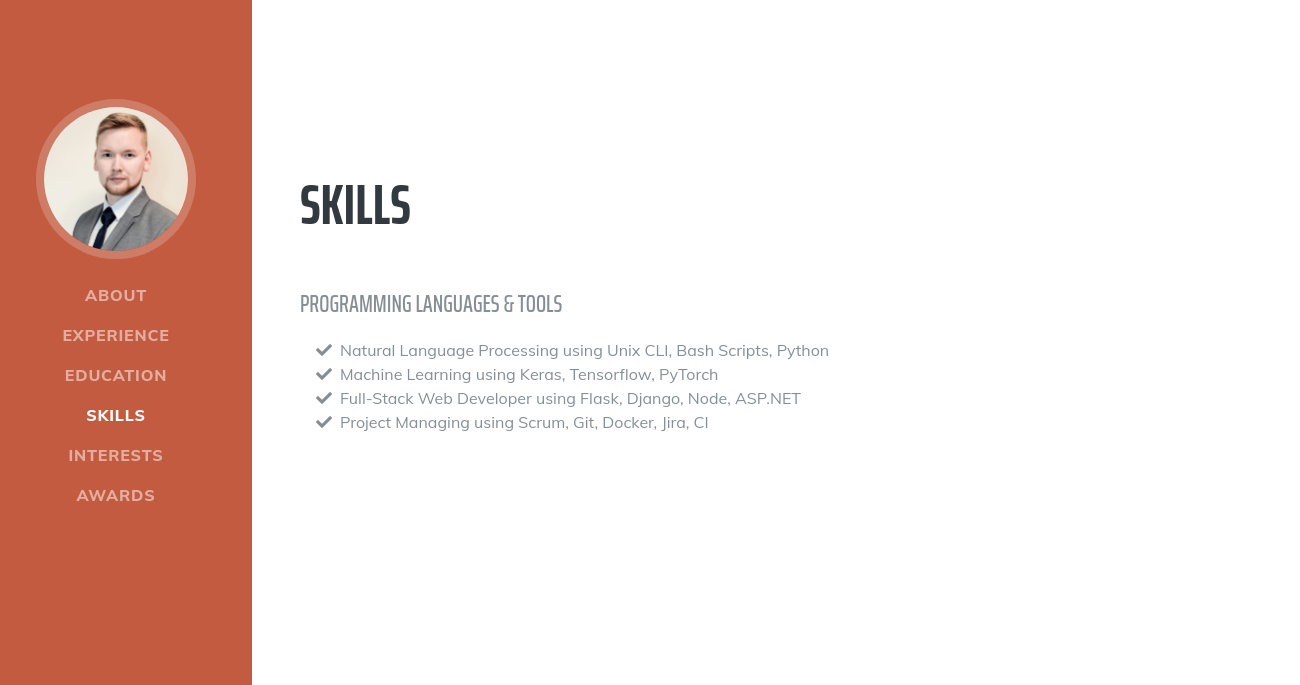 ABOUT
EXPERIENCE
EDUCATION
SKILLS
INTERESTS
AWARDS
SKILLS
PROGRAMMING LANGUAGES & TOOLS
Natural Language Processing using Unix CLI, Bash Scripts, Python
Machine Learning using Keras, Tensorflow, PyTorch
Full-Stack Web Developer using Flask, Django, Node, ASP.NET
Project Managing using Scrum, Git, Docker, Jira, CI